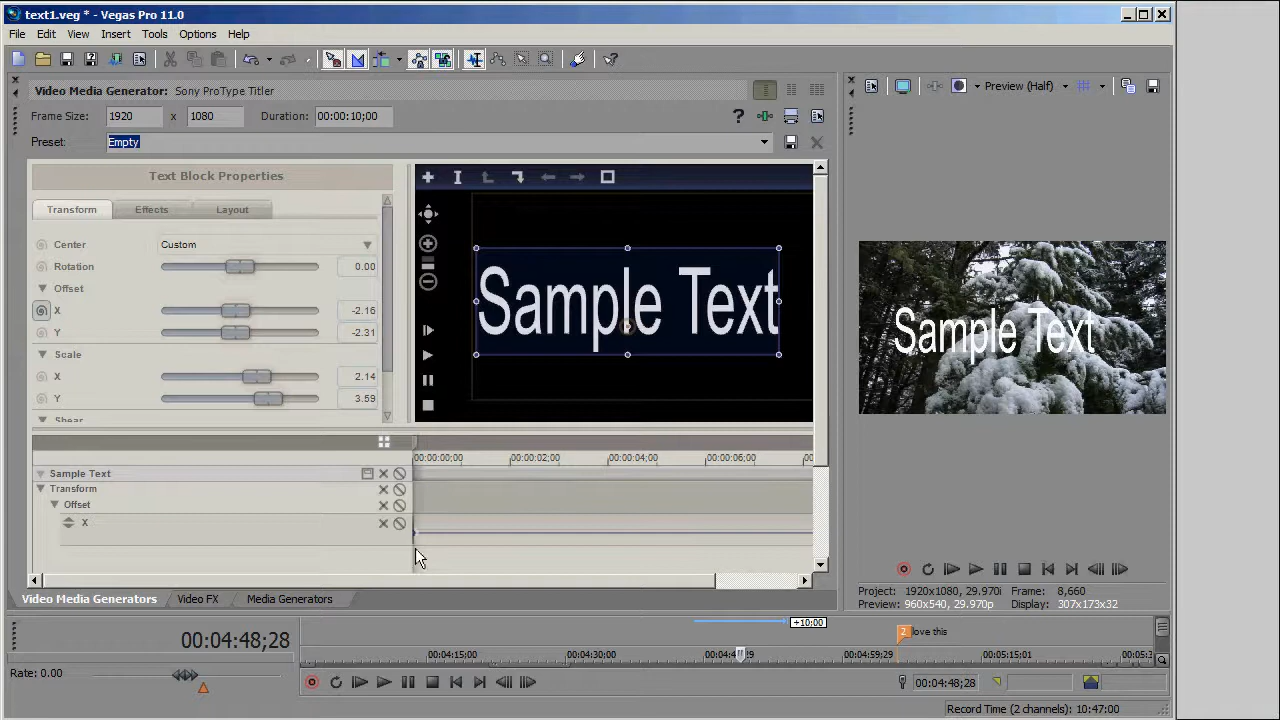 text1.veg * - Vegas Pro 11.0
File Edit View Insert Tools Options Help
Video Media Generator: Sony ProType Titler
Frame Size: 1920 x 1080 Duration: 00:00:10;00
Preset: Empty
Preview (Half)
Text Block Properties
Transform Effects Layout
Center Custom
Rotation 0.00
Offset
X -2.16
Y -2.31
Scale
X 2.14
Y 3.59
Shear
Sample Text
Sample Text
00:00:00;00 00:00:02;00 00:00:04;00 00:00:06;00
Sample Text
Transform
Offset
X
Video Media Generators Video FX Media Generators
Project: 1920x1080, 29.970i Frame: 8,660
Preview: 960x540, 29.970p Display: 307x173x32
00:04:48;28
+10:00
2 love this
00:04:15:00 00:04:30:00 00:04:59:29 00:05:15:01
Rate: 0.00
00:04:48;28
Record Time (2 channels): 10:47:00